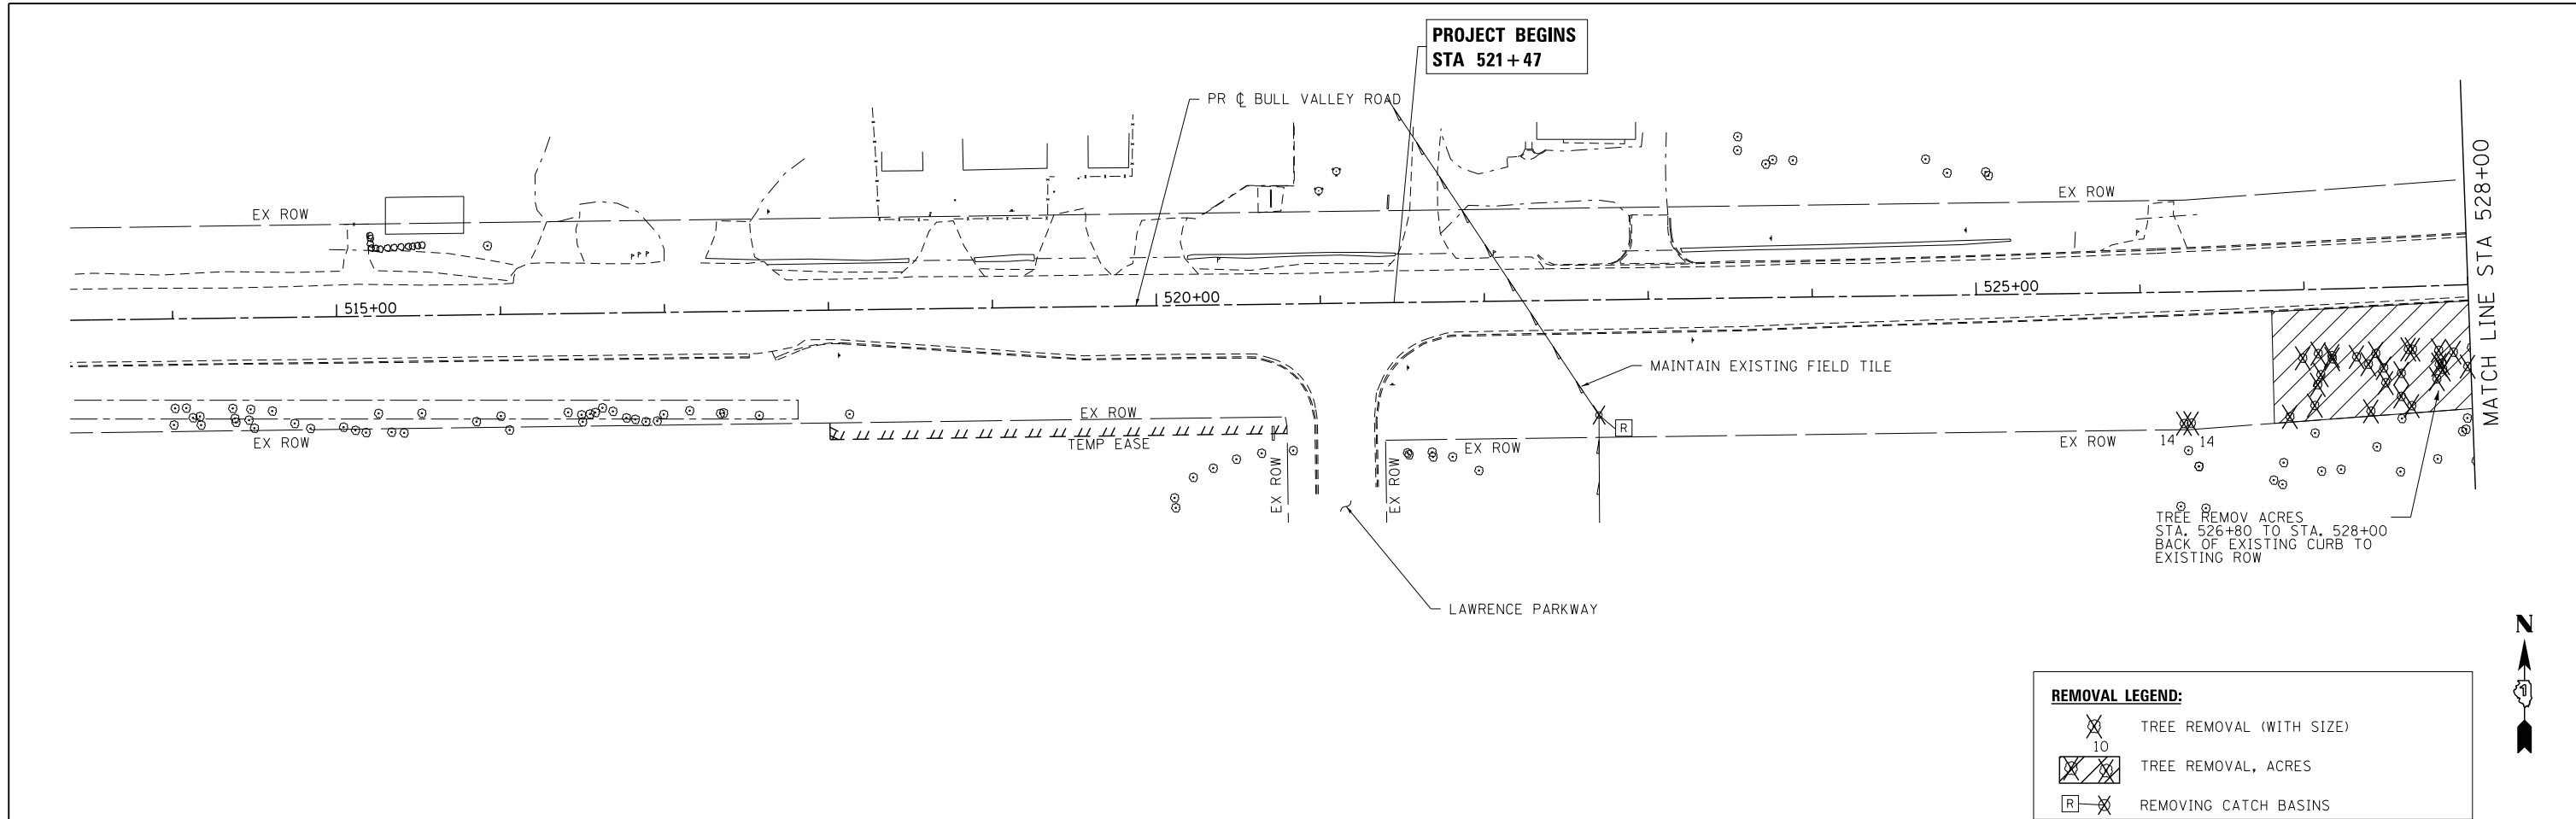 PROJECT BEGINS
STA 521+47
PR ℄ BULL VALLEY ROAD
EX ROW
EX ROW
MATCH LINE STA 528+00
515+00
520+00
525+00
MAINTAIN EXISTING FIELD TILE
EX ROW
EX ROW
TEMP EASE
R
EX ROW
EX ROW
EX ROW
EX ROW
14 14
TREE REMOV ACRES
STA. 526+80 TO STA. 528+00
BACK OF EXISTING CURB TO
EXISTING ROW
LAWRENCE PARKWAY
N
REMOVAL LEGEND:
TREE REMOVAL (WITH SIZE)
10
TREE REMOVAL, ACRES
R REMOVING CATCH BASINS